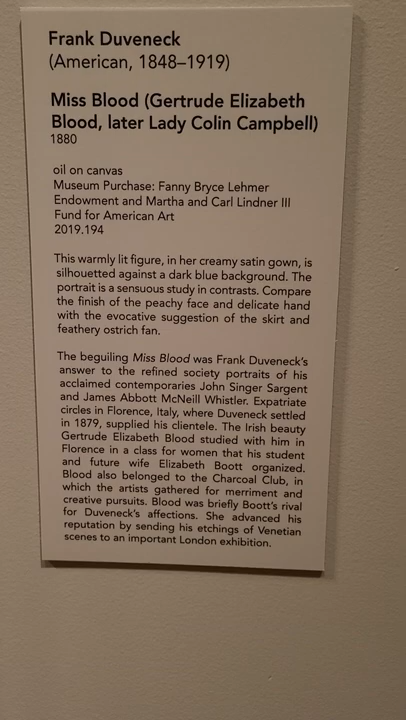 Frank Duveneck
(American, 1848–1919)
Miss Blood (Gertrude Elizabeth
Blood, later Lady Colin Campbell)
1880
oil on canvas
Museum Purchase: Fanny Bryce Lehmer
Endowment and Martha and Carl Lindner III
Fund for American Art
2019.194
This warmly lit figure, in her creamy satin gown, is
silhouetted against a dark blue background. The
portrait is a sensuous study in contrasts. Compare
the finish of the peachy face and delicate hand
with the evocative suggestion of the skirt and
feathery ostrich fan.
The beguiling Miss Blood was Frank Duveneck's
answer to the refined society portraits of his
acclaimed contemporaries John Singer Sargent
and James Abbott McNeill Whistler. Expatriate
circles in Florence, Italy, where Duveneck settled
in 1879, supplied his clientele. The Irish beauty
Gertrude Elizabeth Blood studied with him in
Florence in a class for women that his student
and future wife Elizabeth Boott organized.
Blood also belonged to the Charcoal Club, in
which the artists gathered for merriment and
creative pursuits. Blood was briefly Boott's rival
for Duveneck's affections. She advanced his
reputation by sending his etchings of Venetian
scenes to an important London exhibition.